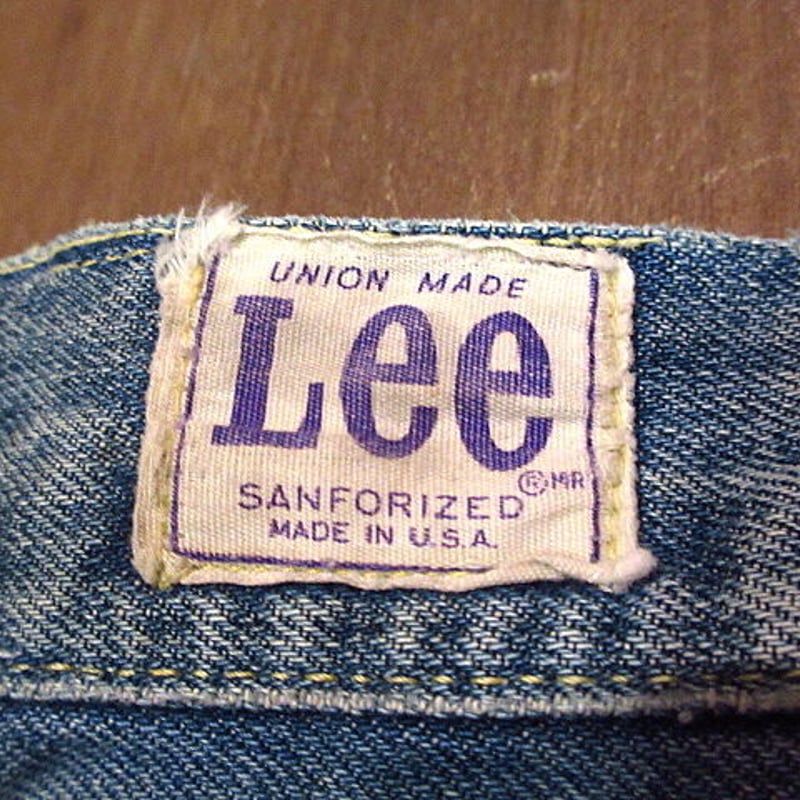 UNION MADE
Lee
® MR
SANFORIZED
MADE IN U.S.A.